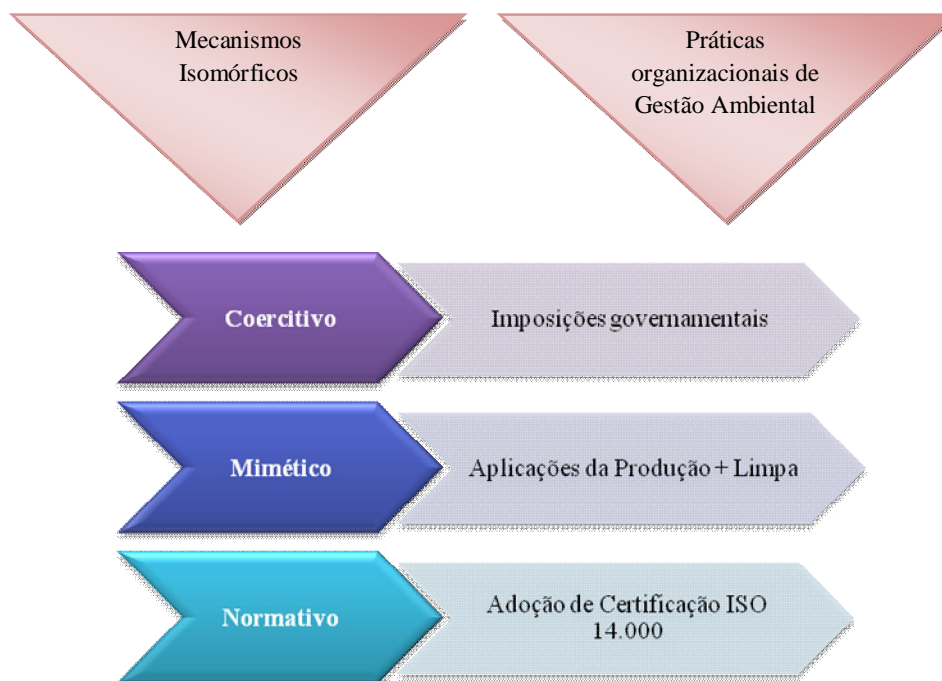 Mecanismos
Isomórficos
Práticas
organizacionais de
Gestão Ambiental
Coercitivo
Imposições governamentais
Mimético
Aplicações da Produção + Limpa
Normativo
Adoção de Certificação ISO
14.000